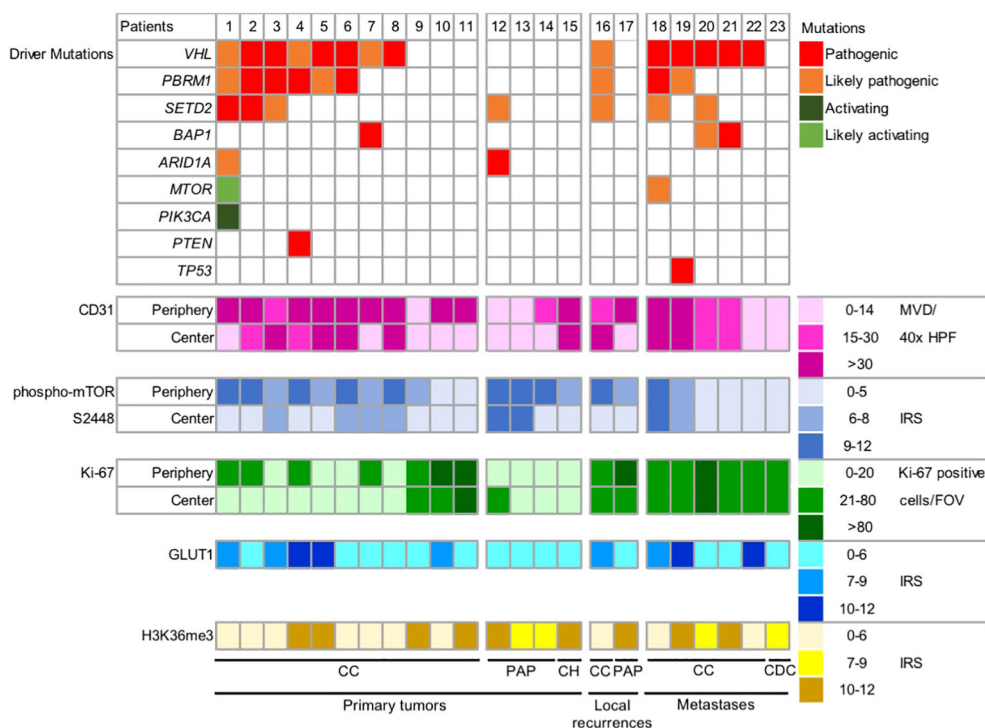 Patients 1 2 3 4 5 6 7 8 9 10 11 12 13 14 15 16 17 18 19 20 21 22 23 Mutations
Driver Mutations VHL Pathogenic
PBRM1 Likely pathogenic
SETD2 Activating
BAP1 Likely activating
ARID1A
MTOR
PIK3CA
PTEN
TP53
CD31 Periphery 0-14 MVD/
Center 15-30 40x HPF
>30
phospho-mTOR Periphery 0-5
S2448 Center 6-8 IRS
9-12
Ki-67 Periphery 0-20 Ki-67 positive
Center 21-80 cells/FOV
>80
GLUT1 0-6
7-9 IRS
10-12
H3K36me3 0-6
7-9 IRS
10-12
CC PAP CH CC PAP CC CDC
Primary tumors Local recurrences Metastases